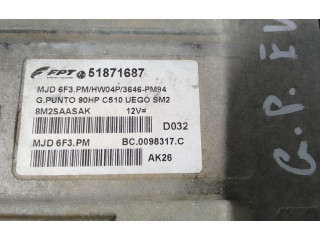 FPT 51871687
MJD 6F3.PM/HW04P/3646-PM94
G.PUNTO 90HP C510 UEGO SM2
8M2SAASAK 12V=
D032
MJD 6F3.PM BC.0098317.C
AK26
G.P. EV